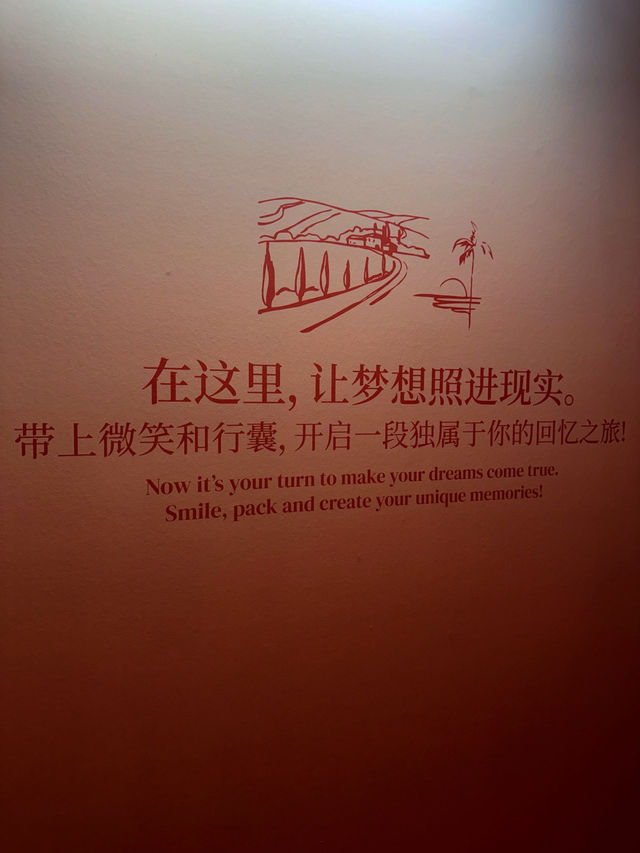 在这里，让梦想照进现实。
带上微笑和行囊，开启一段独属于你的回忆之旅！
Now it's your turn to make your dreams come true.
Smile, pack and create your unique memories!